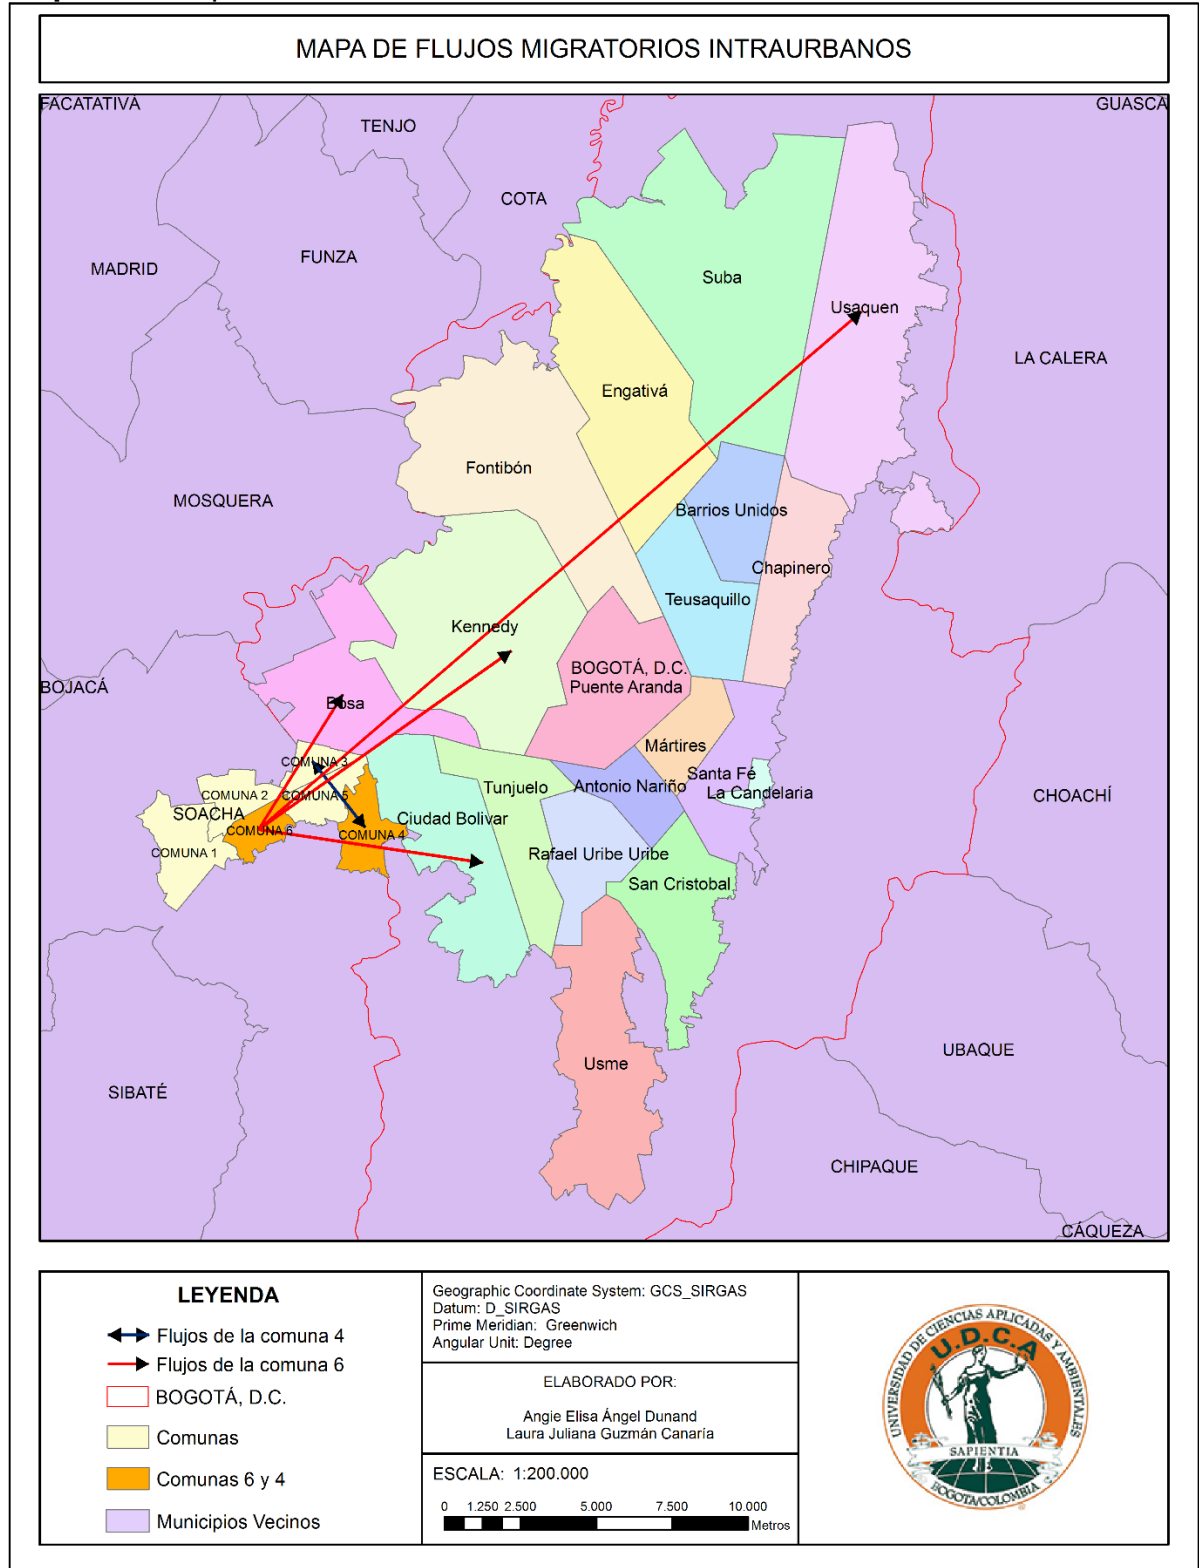 MAPA DE FLUJOS MIGRATORIOS INTRAURBANOS
FACATATIVÁ
GUASCA
TENJO
COTA
FUNZA
MADRID
Suba
Usaquen
LA CALERA
Engativá
Fontibón
MOSQUERA
Barrios Unidos
Chapinero
Teusaquillo
Kennedy
BOGOTÁ, D.C.
Puente Aranda
BOJACÁ
Bosa
Mártires
COMUNA 3
Santa Fé
Tunjuelo
Antonio Nariño
La Candelaria
COMUNA 2
COMUNA 5
CHOACHÍ
SOACHA
Ciudad Bolivar
COMUNA 6
COMUNA 4
COMUNA 1
Rafael Uribe Uribe
San Cristobal
UBAQUE
Usme
SIBATÉ
CHIPAQUE
CÁQUEZA
LEYENDA
Flujos de la comuna 4
Flujos de la comuna 6
BOGOTÁ, D.C.
Comunas
Comunas 6 y 4
Municipios Vecinos
Geographic Coordinate System: GCS_SIRGAS
Datum: D_SIRGAS
Prime Meridian: Greenwich
Angular Unit: Degree
ELABORADO POR:
Angie Elisa Ángel Dunand
Laura Juliana Guzmán Canaría
ESCALA: 1:200.000
0 1.250 2.500 5.000 7.500 10.000
Metros
UNIVERSIDAD DE CIENCIAS APLICADAS Y AMBIENTALES
U.D.C.A
SAPIENTIA
BOGOTA/COLOMBIA